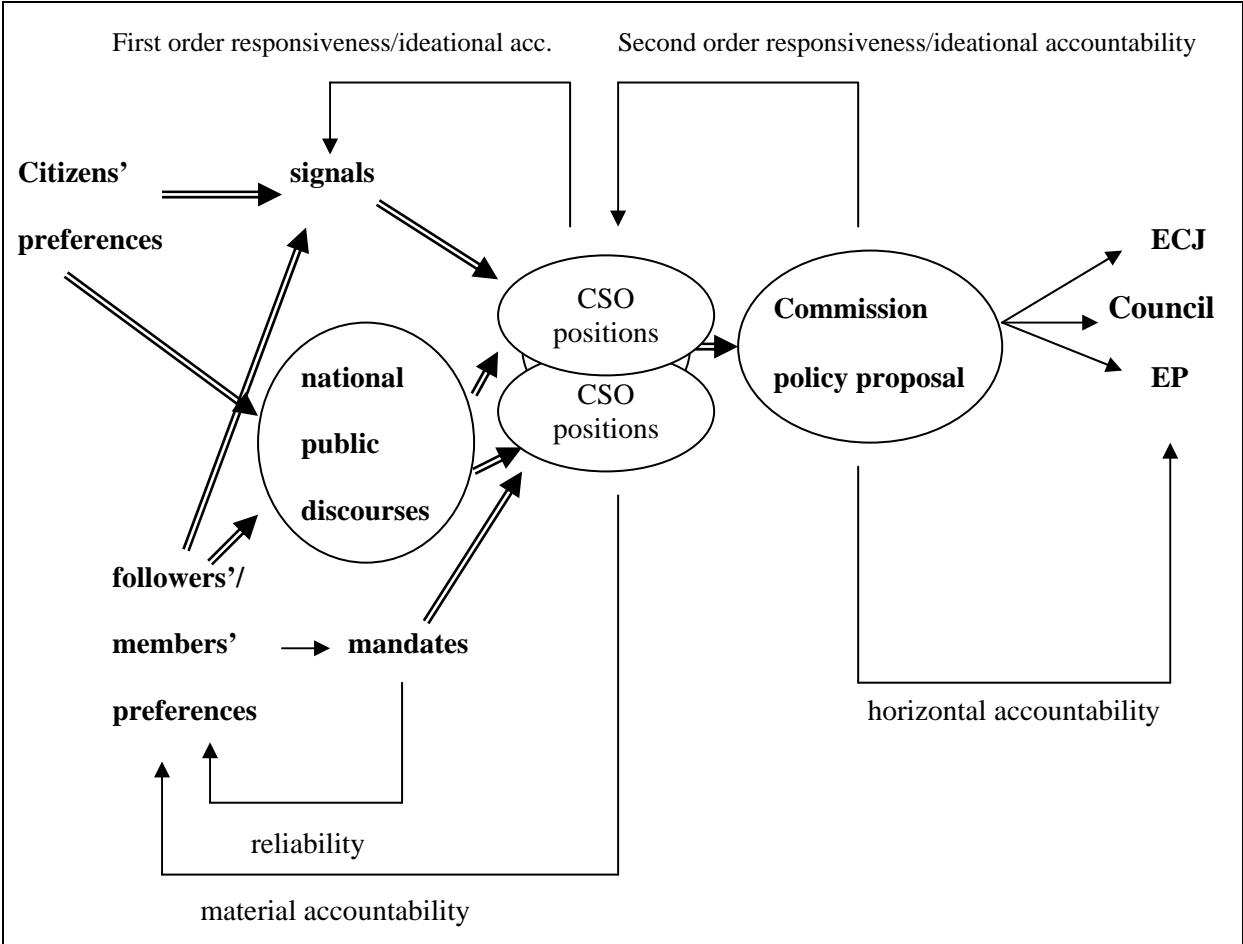 First order responsiveness/ideational acc.
Second order responsiveness/ideational accountability
Citizens’
preferences
signals
national
public
discourses
followers’/
members’
preferences
mandates
CSO
positions
CSO
positions
Commission
policy proposal
ECJ
Council
EP
horizontal accountability
reliability
material accountability